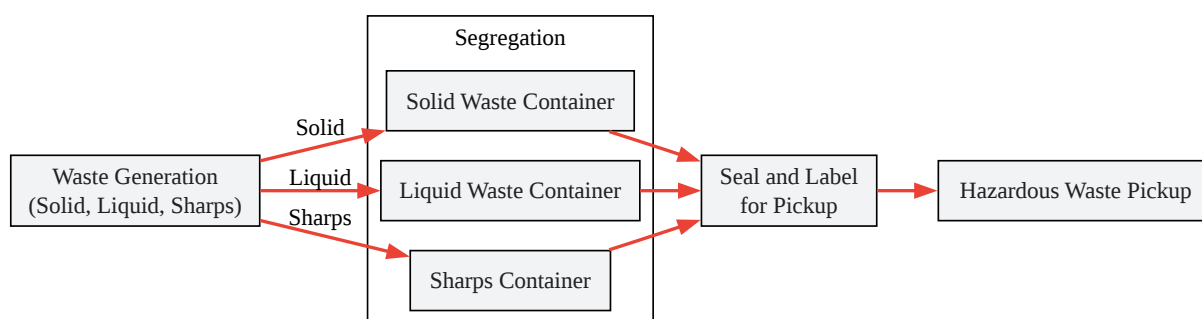 Segregation
Solid Waste Container
Solid
Waste Generation
(Solid, Liquid, Sharps)
Liquid
Liquid Waste Container
Seal and Label
for Pickup
Hazardous Waste Pickup
Sharps
Sharps Container